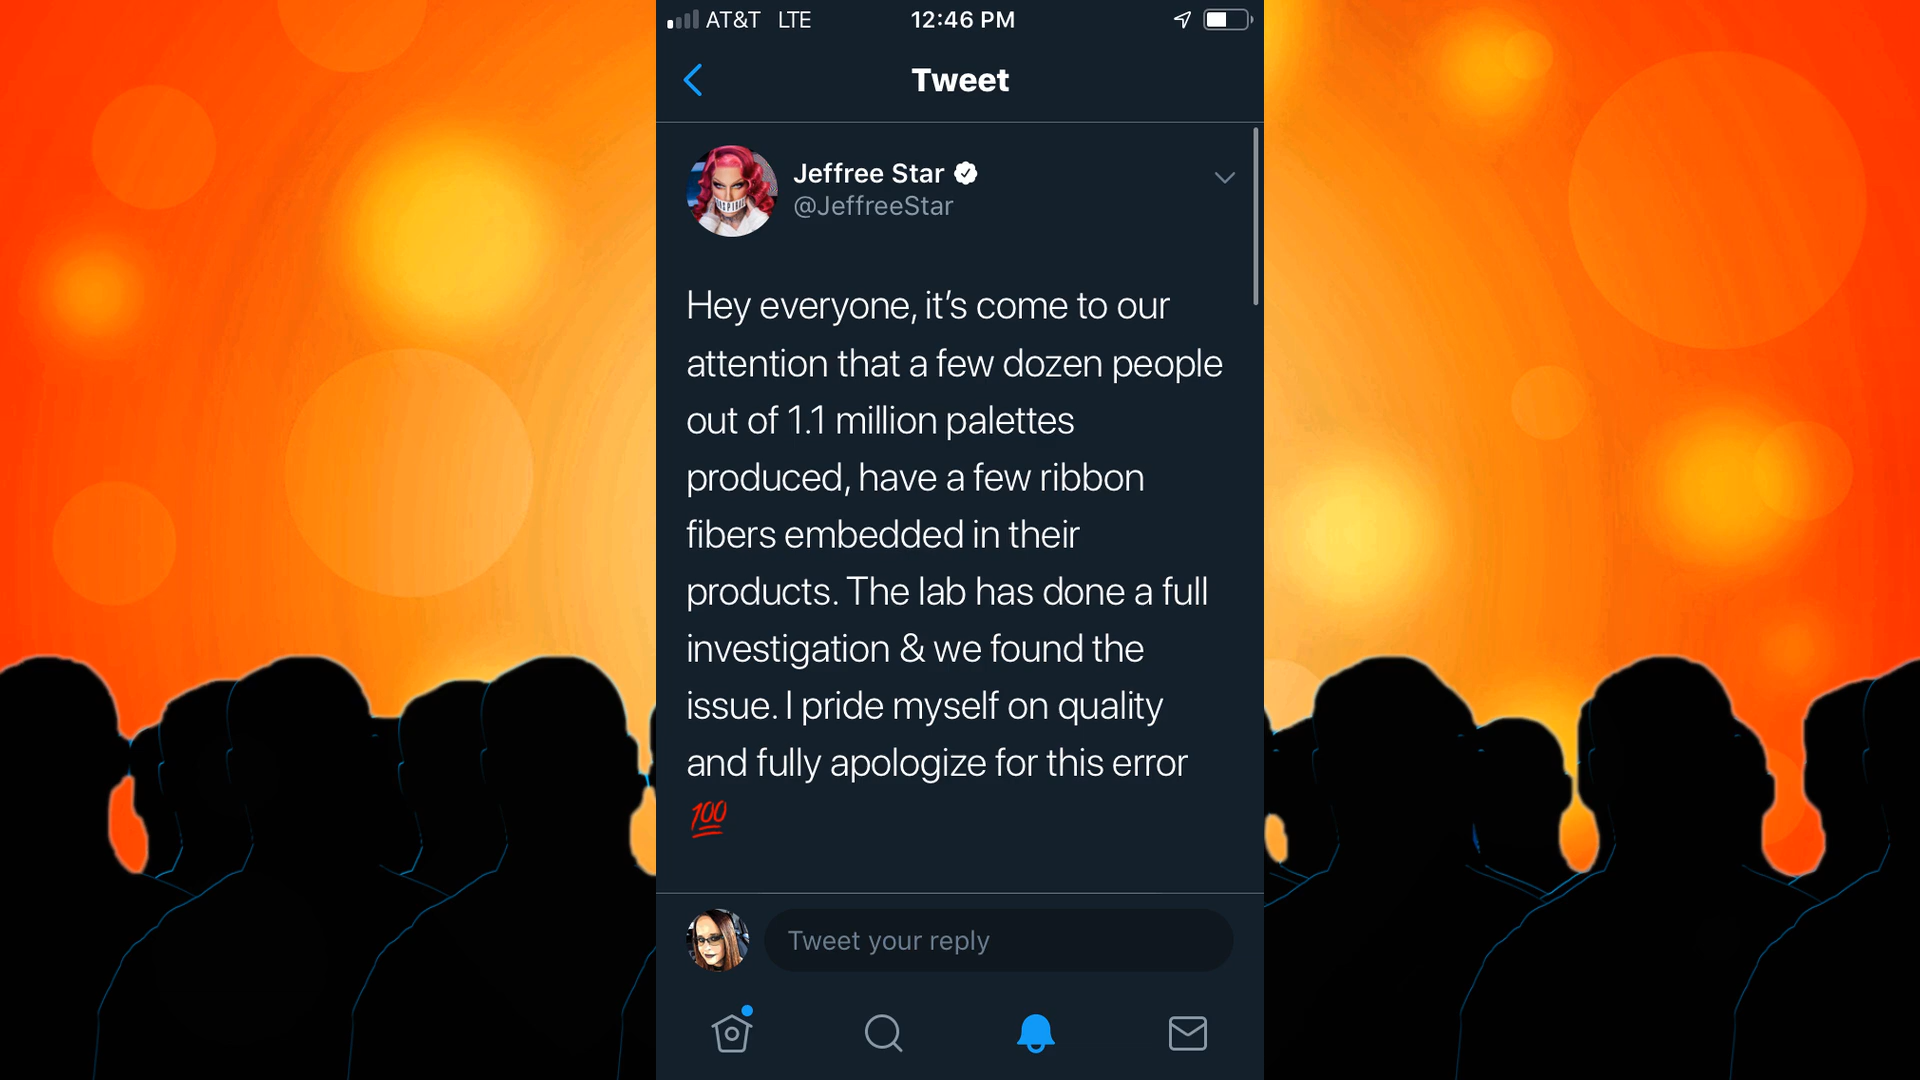 AT&T LTE 12:46 PM
Tweet
Jeffree Star
@JeffreeStar
Hey everyone, it’s come to our
attention that a few dozen people
out of 1.1 million palettes
produced, have a few ribbon
fibers embedded in their
products. The lab has done a full
investigation & we found the
issue. I pride myself on quality
and fully apologize for this error
💯
Tweet your reply